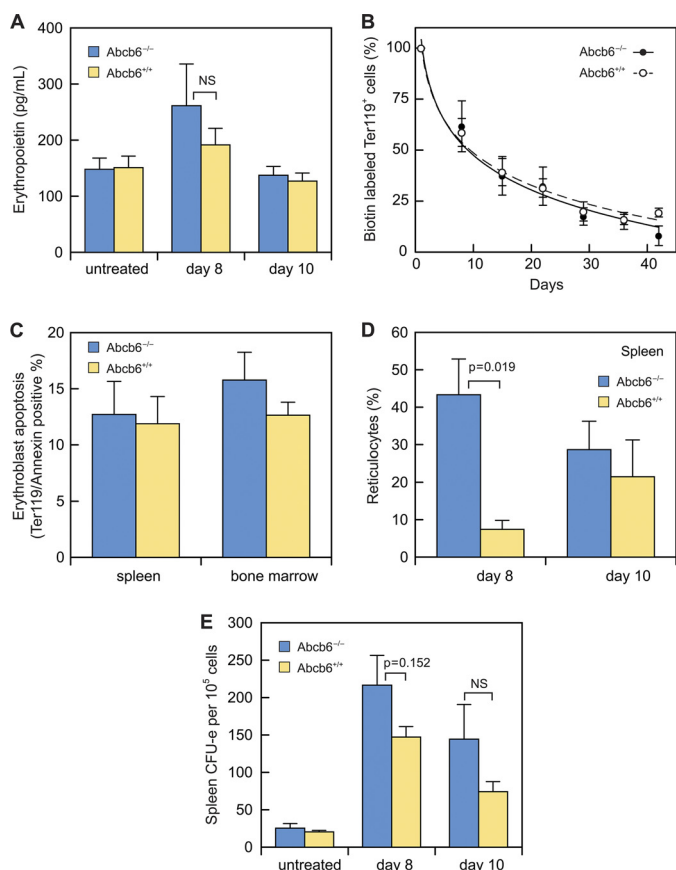 A
Abcb6−/−
Abcb6+/+
NS
Erythropoietin (pg/mL)
400
300
200
100
0
untreated
day 8
day 10
B
Abcb6−/−
Abcb6+/+
Biotin labeled Ter119+ cells (%)
100
75
50
25
0
0
10
20
30
40
Days
C
Abcb6−/−
Abcb6+/+
Erythroblast apoptosis
(Ter119/Annexin positive %)
20
15
10
5
0
spleen
bone marrow
D
Spleen
Abcb6−/−
Abcb6+/+
p=0.019
Reticulocytes (%)
60
50
40
30
20
10
0
day 8
day 10
E
Abcb6−/−
Abcb6+/+
p=0.152
NS
Spleen CFU-e per 10⁵ cells
300
250
200
150
100
50
0
untreated
day 8
day 10